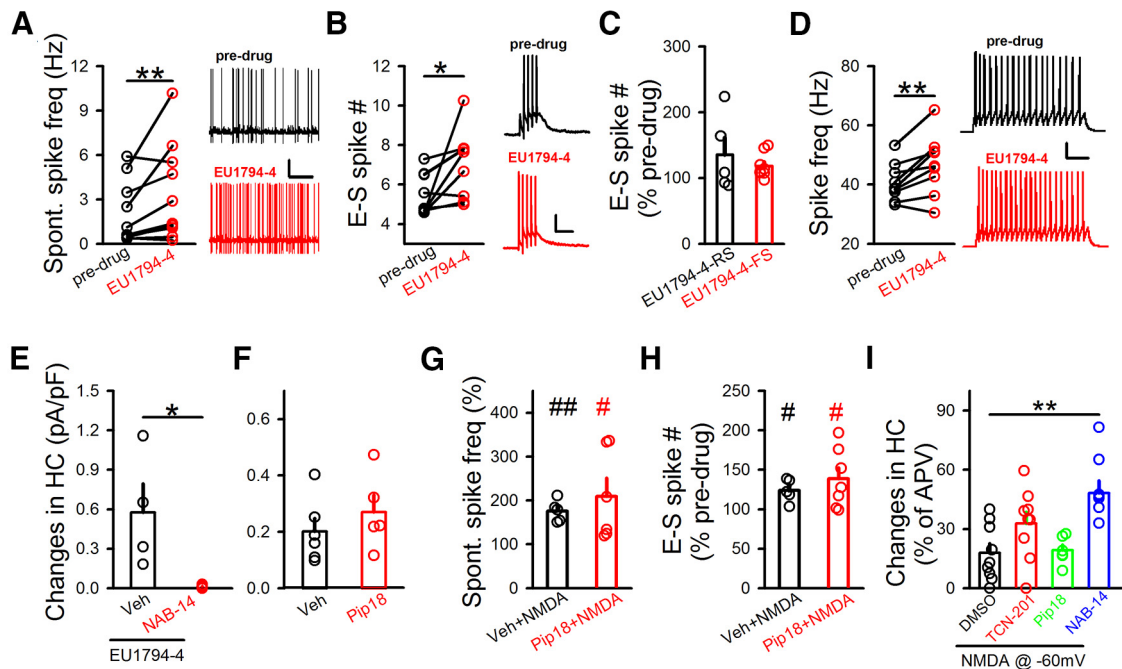 A
Spont. spike freq (Hz)
12
9
6
3
0
**
pre-drug
EU1794-4
pre-drug
EU1794-4
B
E-S spike #
12
10
8
6
4
*
pre-drug
EU1794-4
pre-drug
EU1794-4
C
E-S spike #
(% pre-drug)
300
200
100
0
EU1794-4-RS
EU1794-4-FS
D
Spike freq (Hz)
80
60
40
20
**
pre-drug
EU1794-4
pre-drug
EU1794-4
E
Changes in HC (pA/pF)
1.5
1.2
0.9
0.6
0.3
0.0
*
Veh
NAB-14
EU1794-4
F
0.6
0.4
0.2
0.0
Veh
Pip18
G
Spont. spike freq (%)
400
300
200
100
0
##
#
Veh+NMDA
Pip18+NMDA
H
E-S spike #
(% pre-drug)
250
200
150
100
50
0
#
#
Veh+NMDA
Pip18+NMDA
I
Changes in HC
(% of APV)
90
60
30
0
**
DMSO
TCN-201
Pip18
NAB-14
NMDA @ -60mV